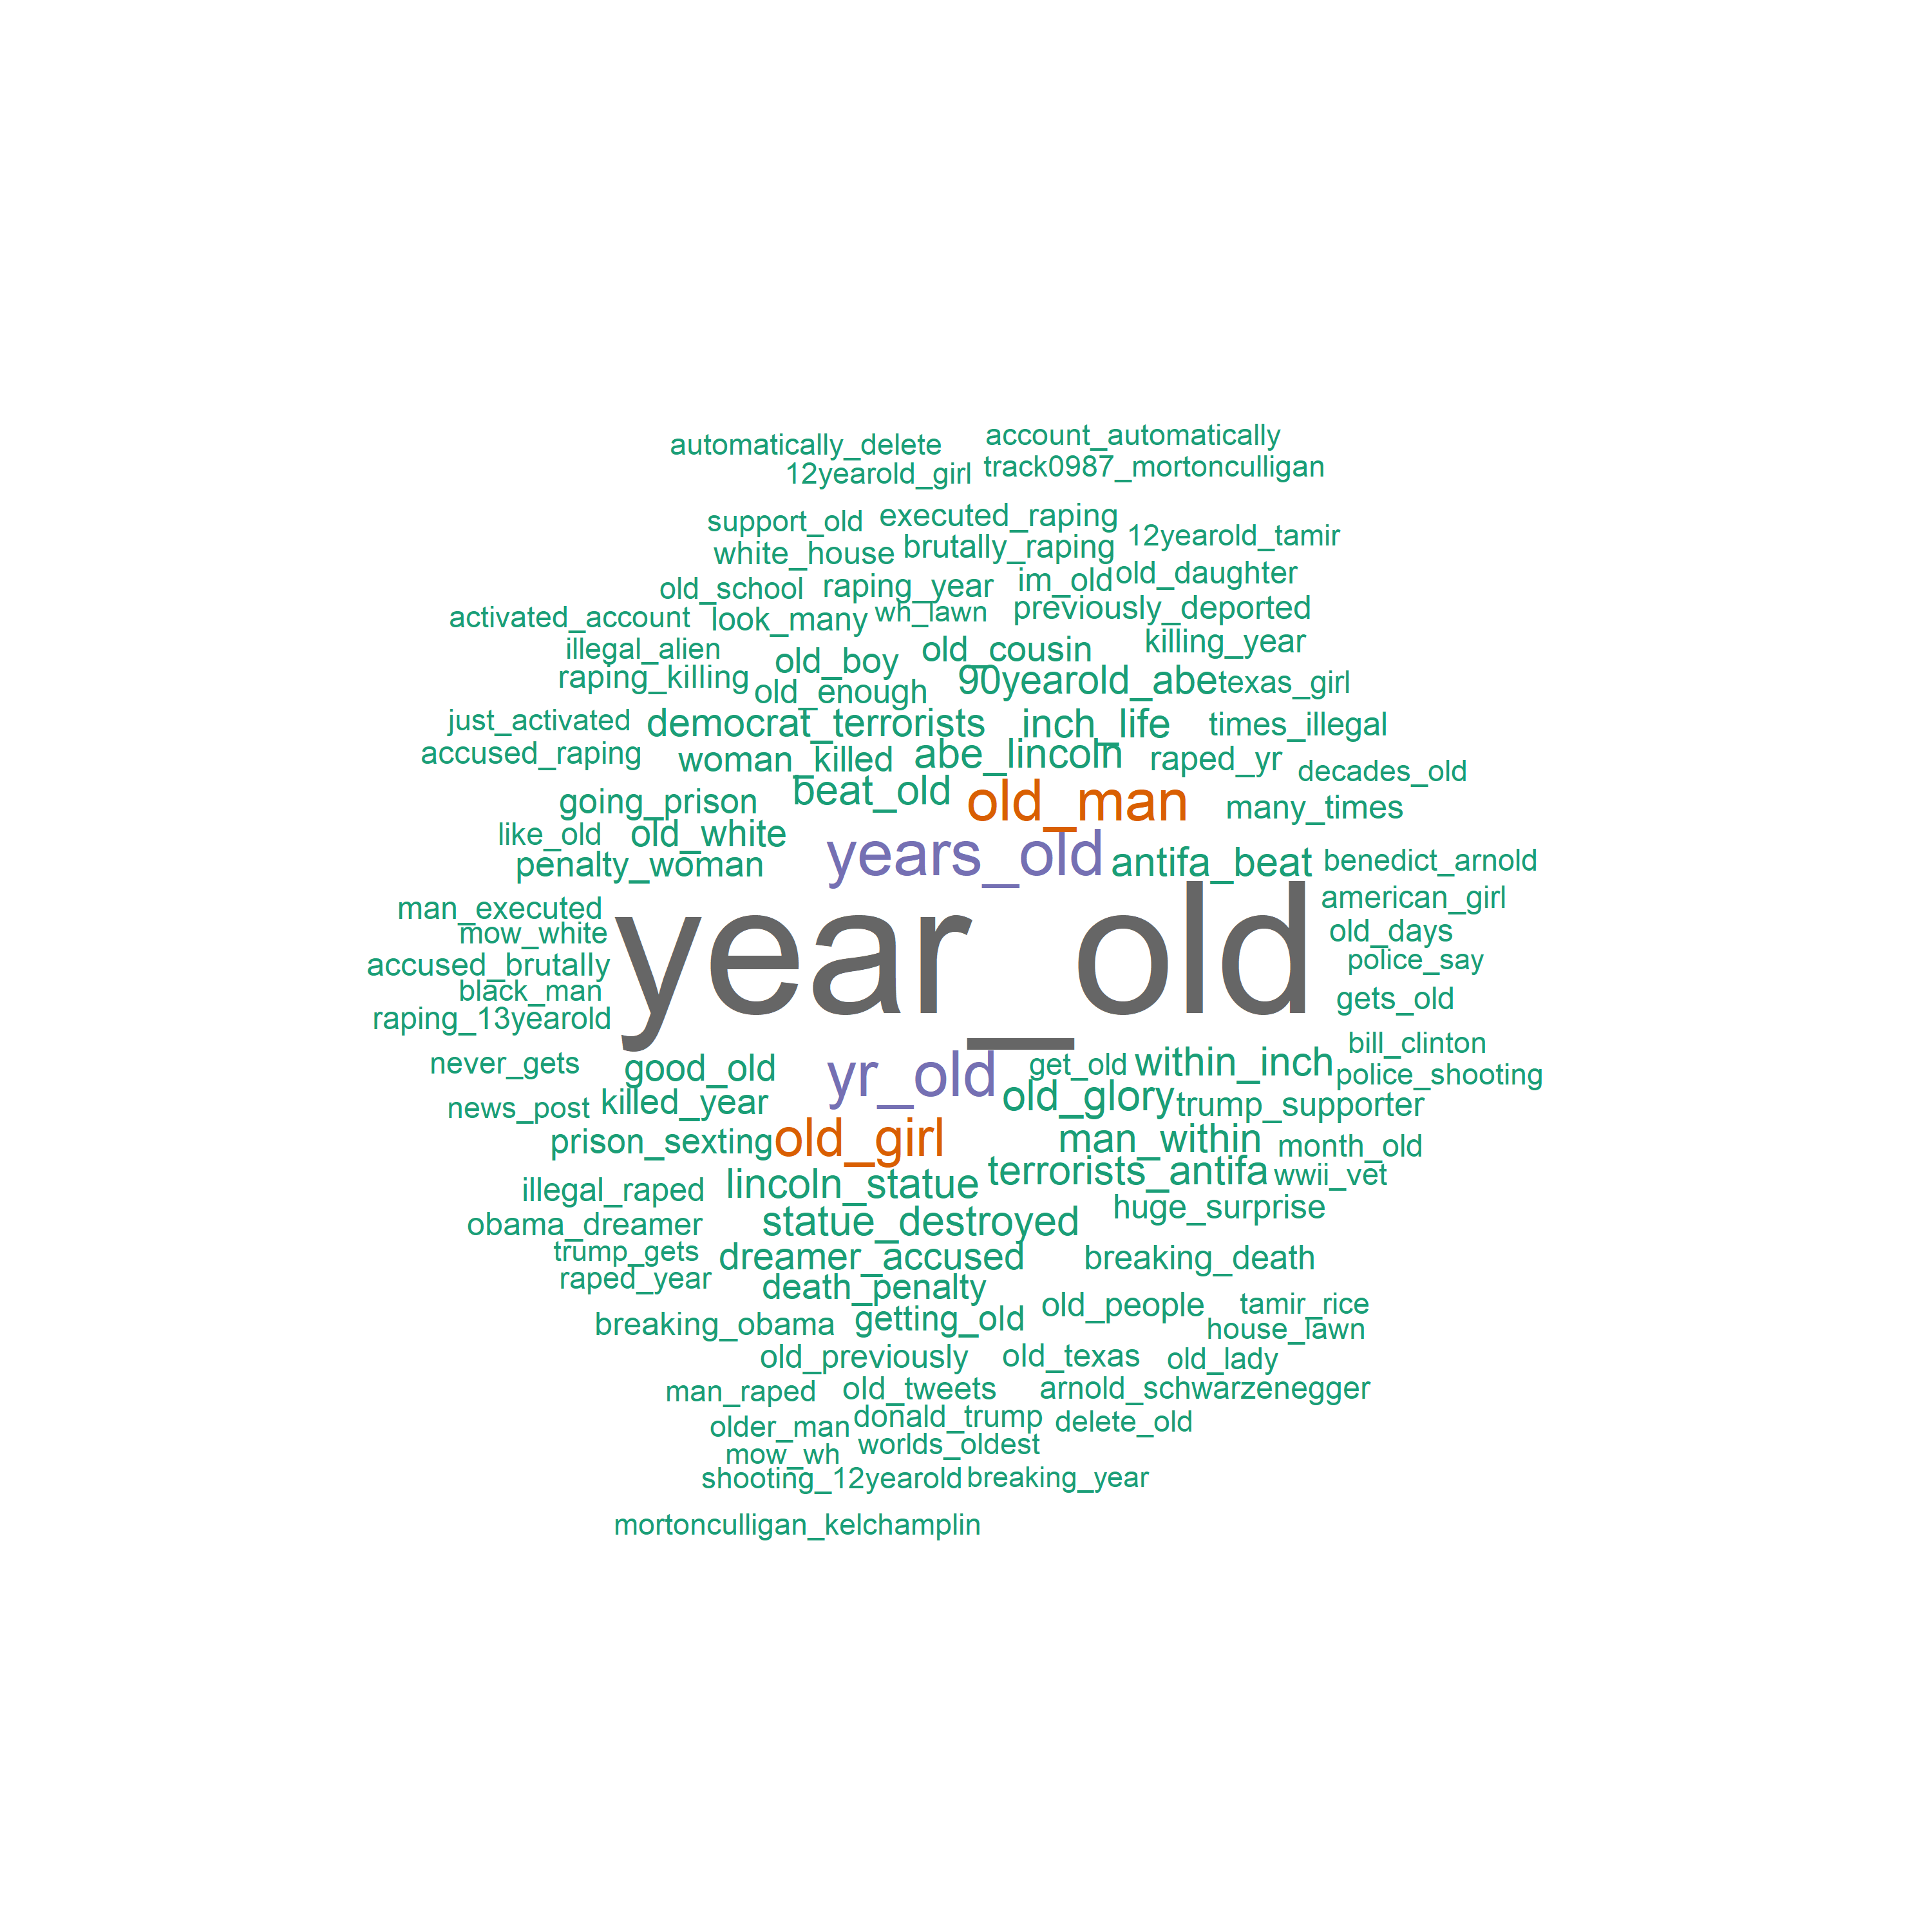 account_automatically
automatically_delete
track0987_mortonculligan
12yearold_girl
executed_raping
support_old
12yearold_tamir
brutally_raping
white_house
old_daughter
im_old
raping_year
old_school
previously_deported
wh_lawn
look_many
activated_account
killing_year
old_cousin
illegal_alien
old_boy
raping_killing
90yearold_abe
texas_girl
old_enough
just_activated
democrat_terrorists
inch_life
times_illegal
accused_raping
woman_killed
abe_lincoln
raped_yr
decades_old
beat_old
going_prison
old_man
many_times
like_old
old_white
years_old
penalty_woman
antifa_beat
benedict_arnold
american_girl
man_executed
mow_white
old_days
year_old
accused_brutally
police_say
black_man
gets_old
raping_13yearold
bill_clinton
never_gets
good_old
yr_old
get_old
within_inch
police_shooting
news_post
killed_year
old_glory
trump_supporter
prison_sexting
old_girl
man_within
month_old
terrorists_antifa
wwii_vet
illegal_raped
lincoln_statue
huge_surprise
obama_dreamer
statue_destroyed
trump_gets
dreamer_accused
breaking_death
raped_year
death_penalty
old_people
tamir_rice
breaking_obama
getting_old
house_lawn
old_previously
old_texas
old_lady
man_raped
old_tweets
arnold_schwarzenegger
older_man
donald_trump
delete_old
mow_wh
worlds_oldest
shooting_12yearold
breaking_year
mortonculligan_kelchamplin